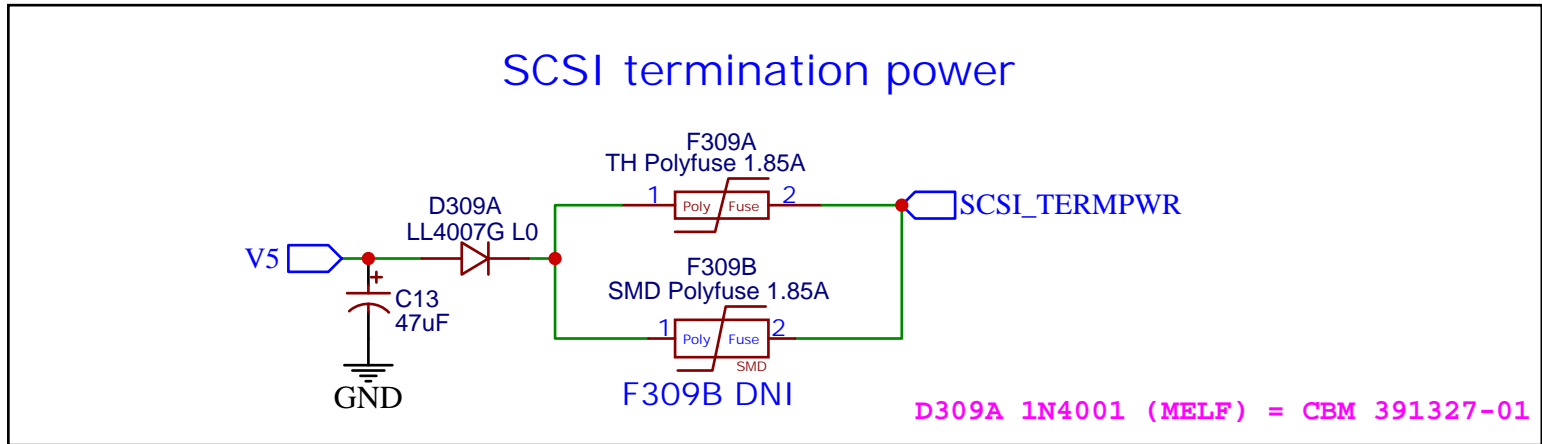 SCSI termination power
F309A
TH Polyfuse 1.85A
1
Poly Fuse
2
SCSI_TERMPWR
D309A
LL4007G L0
V5
+
C13
47uF
GND
F309B
SMD Polyfuse 1.85A
1
Poly Fuse
2
SMD
F309B DNI
D309A 1N4001 (MELF) = CBM 391327-01